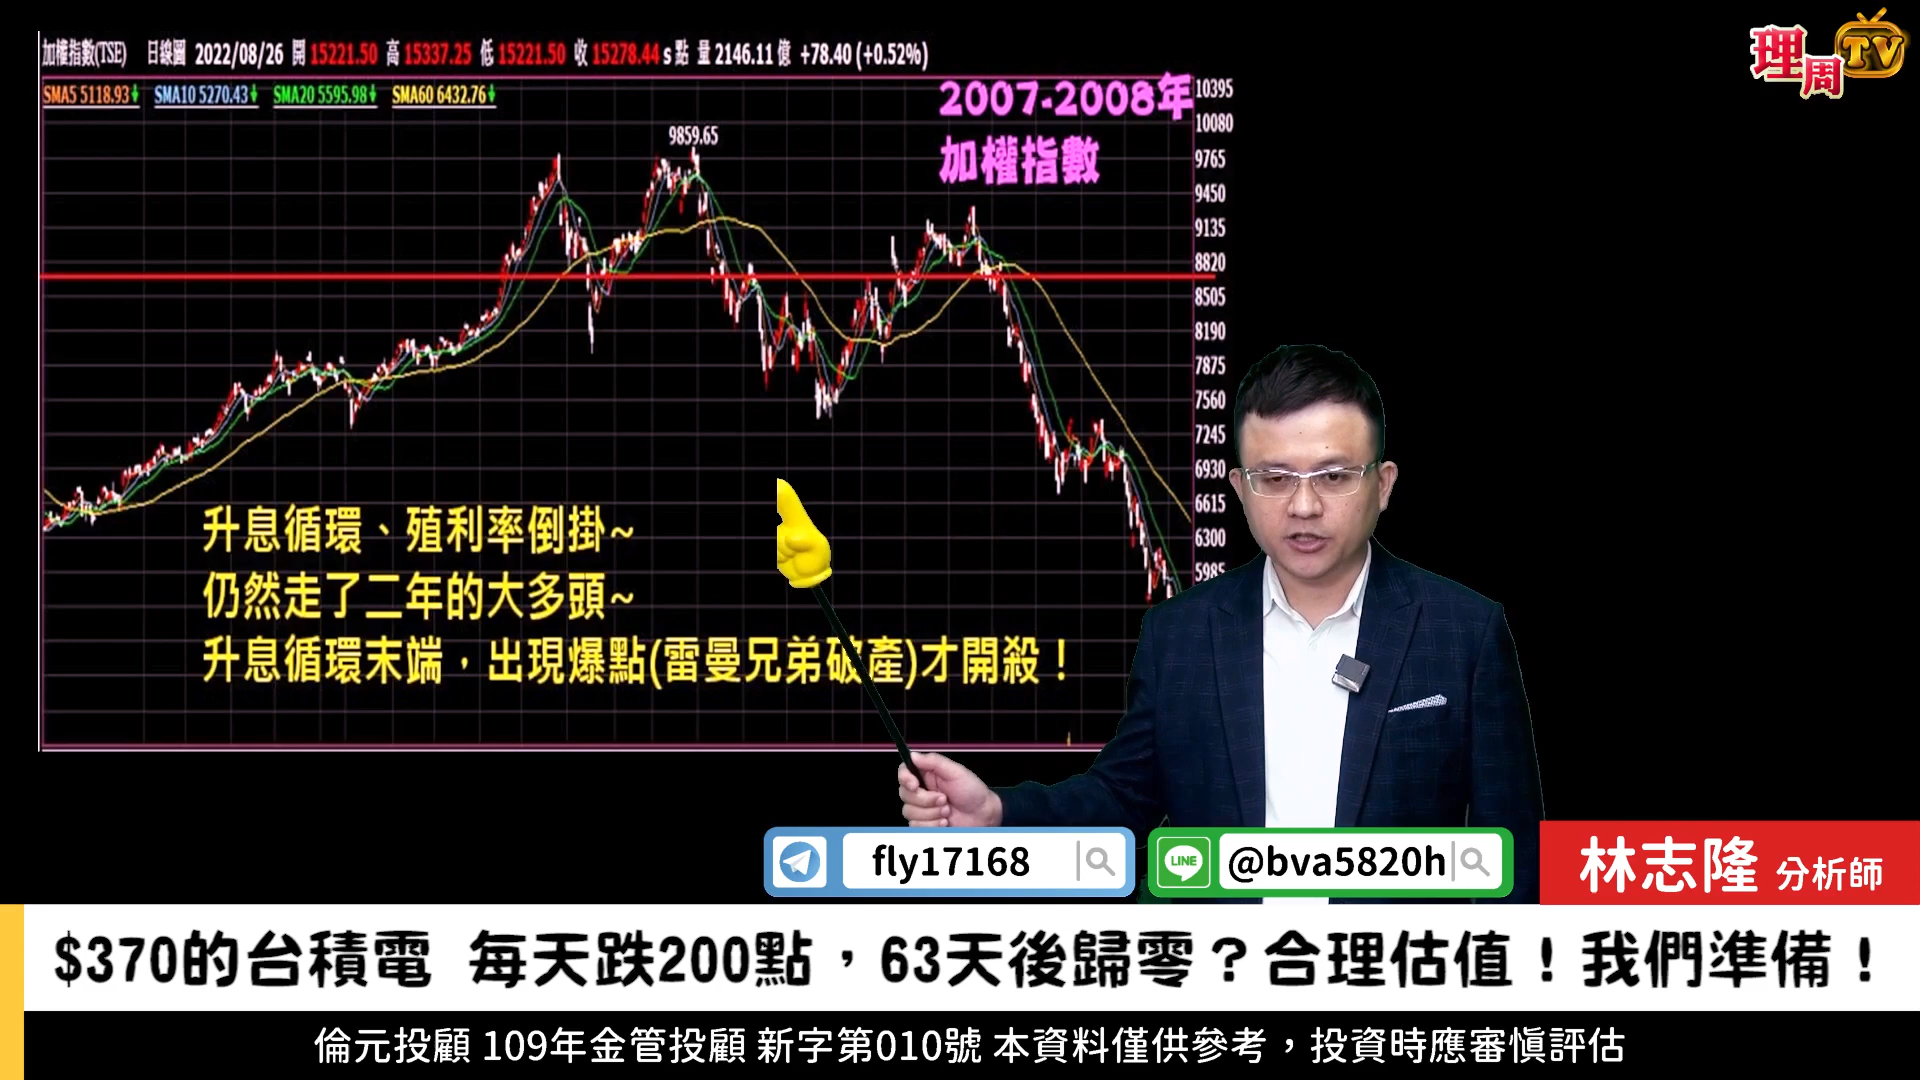 理周TV
加權指數(TSE) 日線圖 2022/08/26 開 15221.50 高 15337.25 低 15221.50 收 15278.44 s點 量 2146.11 億 +78.40 (+0.52%)
SMA5 5118.93↓ SMA10 5270.43↓ SMA20 5595.98↓ SMA60 6432.76↓
2007-2008年
加權指數
9859.65
10395
10080
9765
9450
9135
8820
8505
8190
7875
7560
7245
6930
6615
6300
5985
升息循環、殖利率倒掛~
仍然走了二年的大多頭~
升息循環末端，出現爆點(雷曼兄弟破產)才開殺！
fly17168
LINE @bva5820h
林志隆 分析師
$370的台積電 每天跌200點，63天後歸零？合理估值！我們準備！
倫元投顧 109年金管投顧 新字第010號 本資料僅供參考，投資時應審慎評估